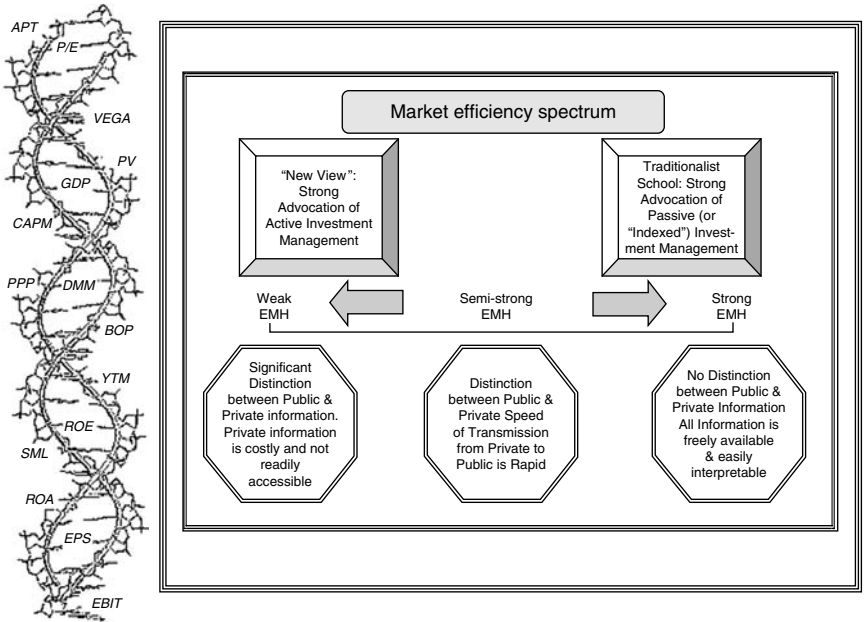 APT
P/E
VEGA
PV
GDP
CAPM
PPP
DMM
BOP
YTM
ROE
SML
ROA
EPS
EBIT
Market efficiency spectrum
“New View”:
Strong
Advocation of
Active Investment
Management
Traditionalist
School: Strong
Advocation of
Passive (or
“Indexed”) Invest-
ment Management
Weak
EMH
Semi-strong
EMH
Strong
EMH
Significant
Distinction
between Public &
Private information.
Private information
is costly and not
readily
accessible
Distinction
between Public &
Private Speed
of Transmission
from Private to
Public is Rapid
No Distinction
between Public &
Private Information
All Information is
freely available
& easily
interpretable